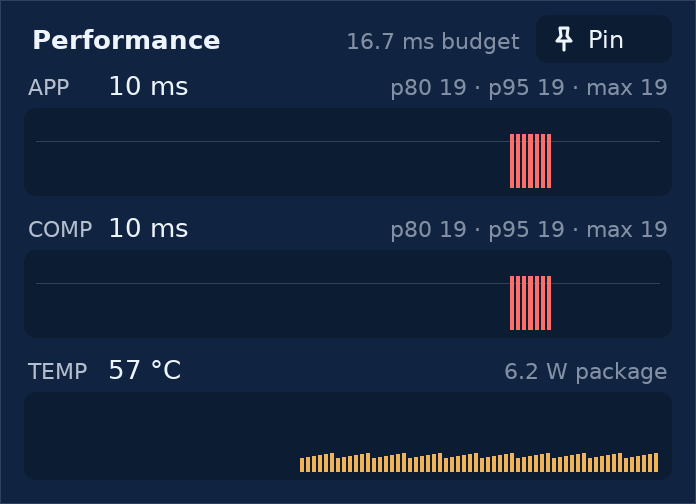 Performance 16.7 ms budget Pin
APP 10 ms p80 19 · p95 19 · max 19
COMP 10 ms p80 19 · p95 19 · max 19
TEMP 57 °C 6.2 W package